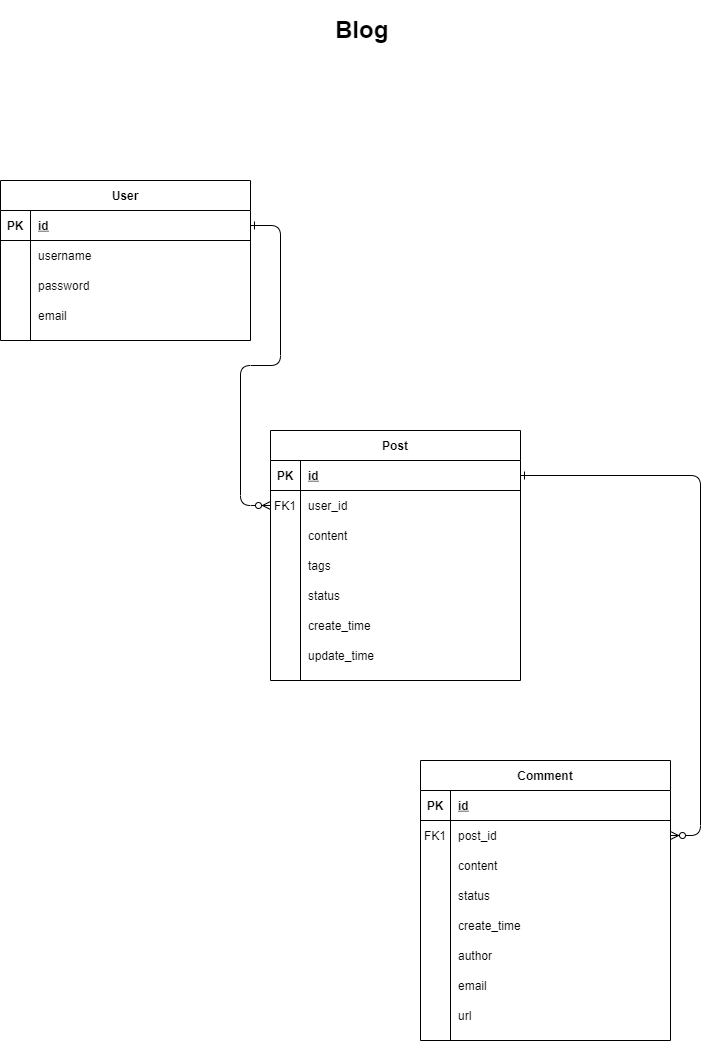 Blog
User
PK id
username
password
email
Post
PK id
FK1 user_id
content
tags
status
create_time
update_time
Comment
PK id
FK1 post_id
content
status
create_time
author
email
url